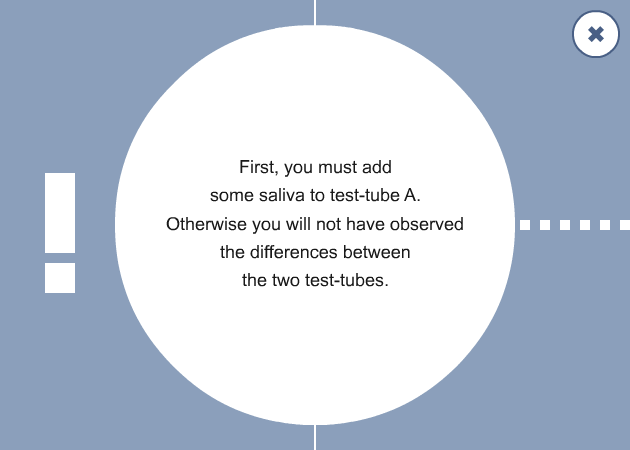 First, you must add
some saliva to test-tube A.
Otherwise you will not have observed
the differences between
the two test-tubes.